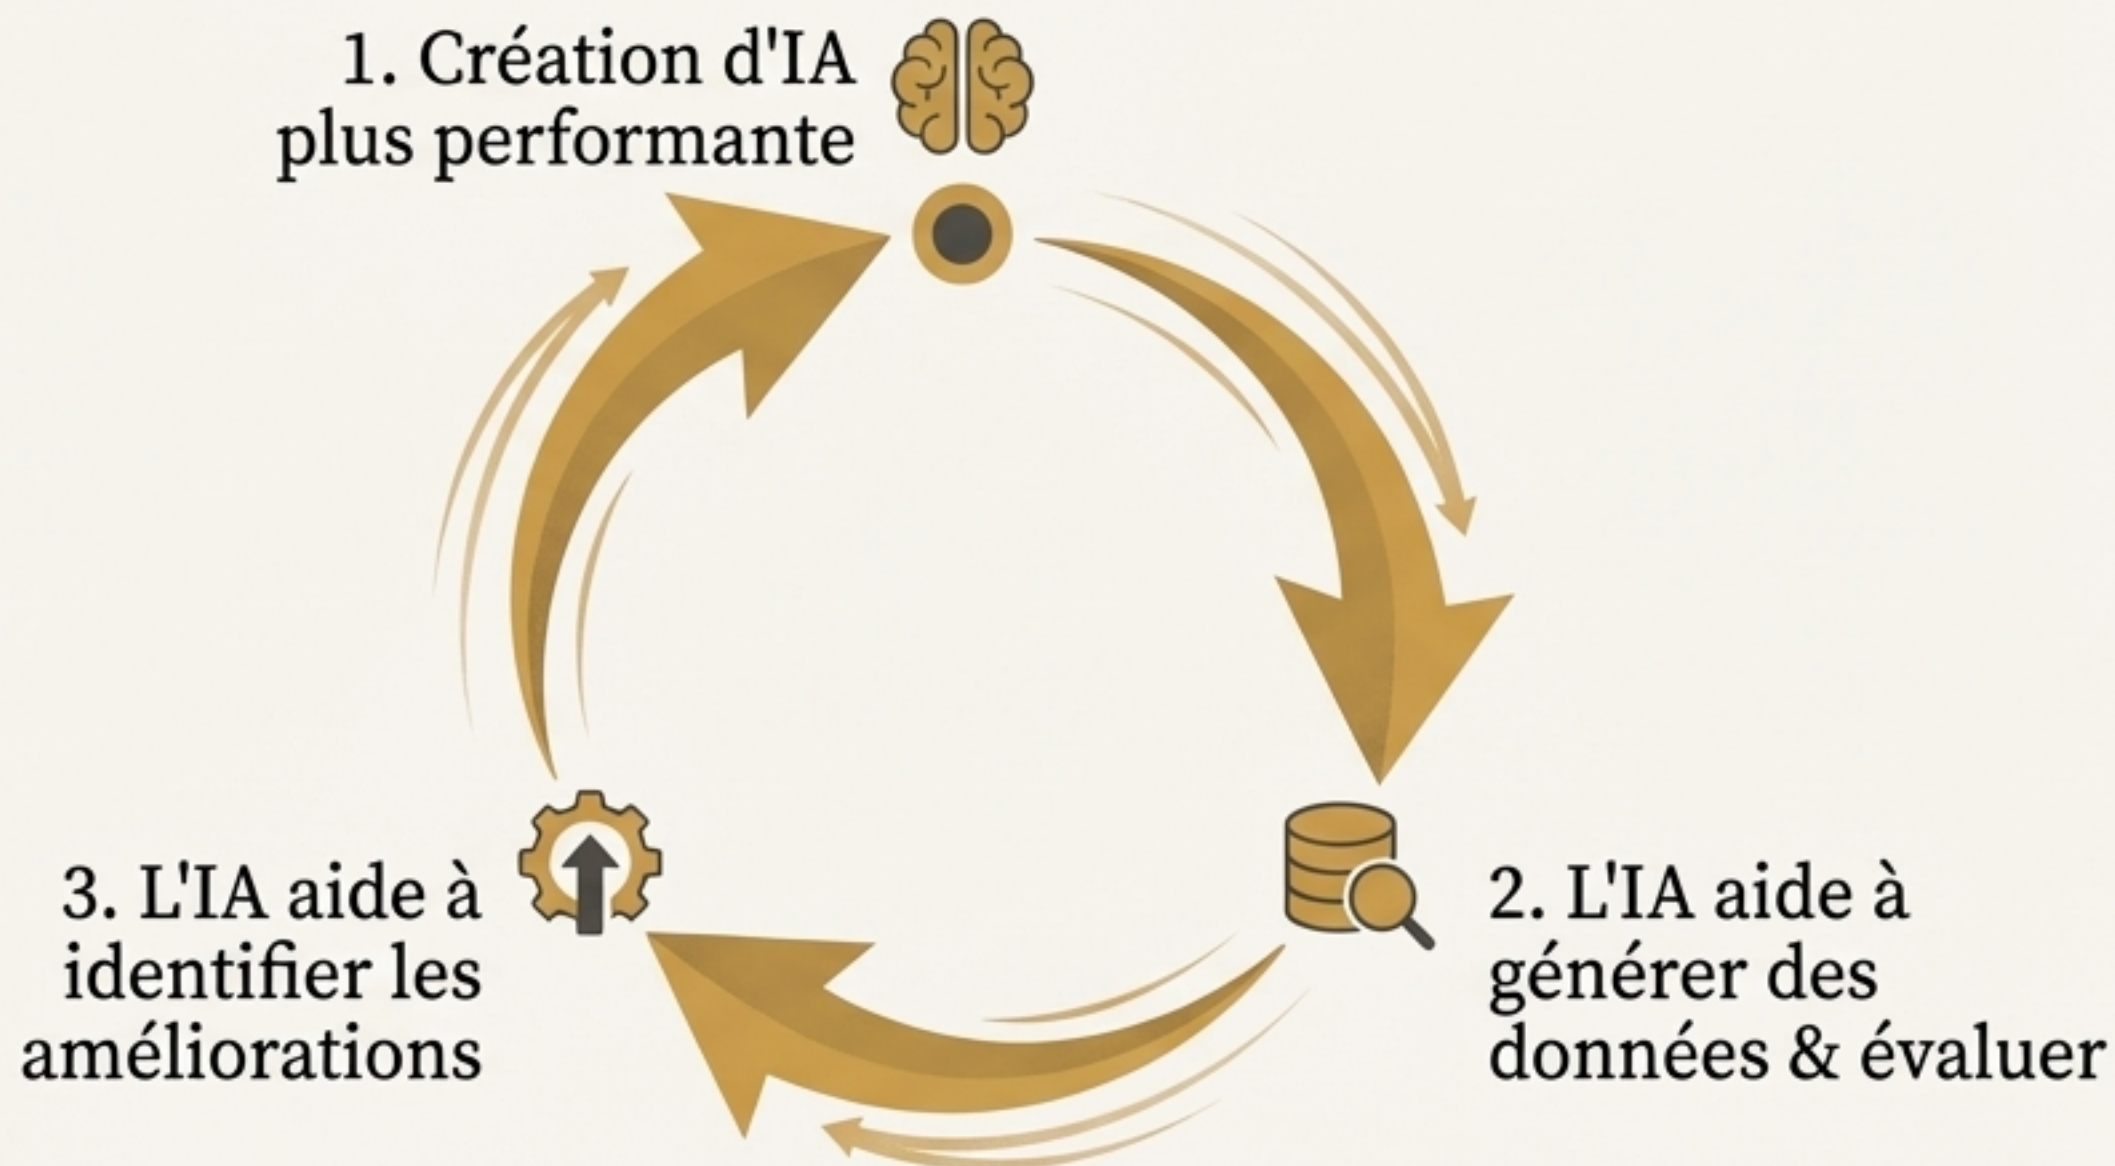 1. Création d'IA
plus performante
2. L'IA aide à
générer des
données & évaluer
3. L'IA aide à
identifier les
améliorations